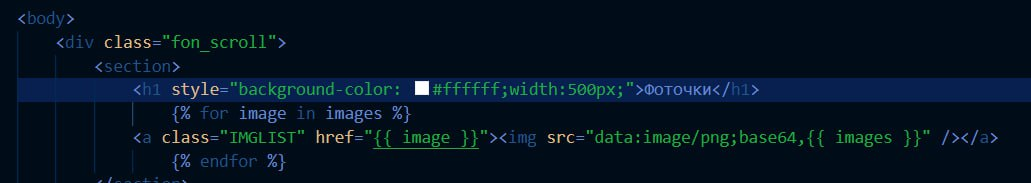 <body>
<div class="fon_scroll">
<section>
<h1 style="background-color: #ffffff;width:500px;">Фоточки</h1>
{% for image in images %}
<a class="IMGLIST" href="{{ image }}"><img src="data:image/png;base64,{{ images }}" /></a>
{% endfor %}
</section>